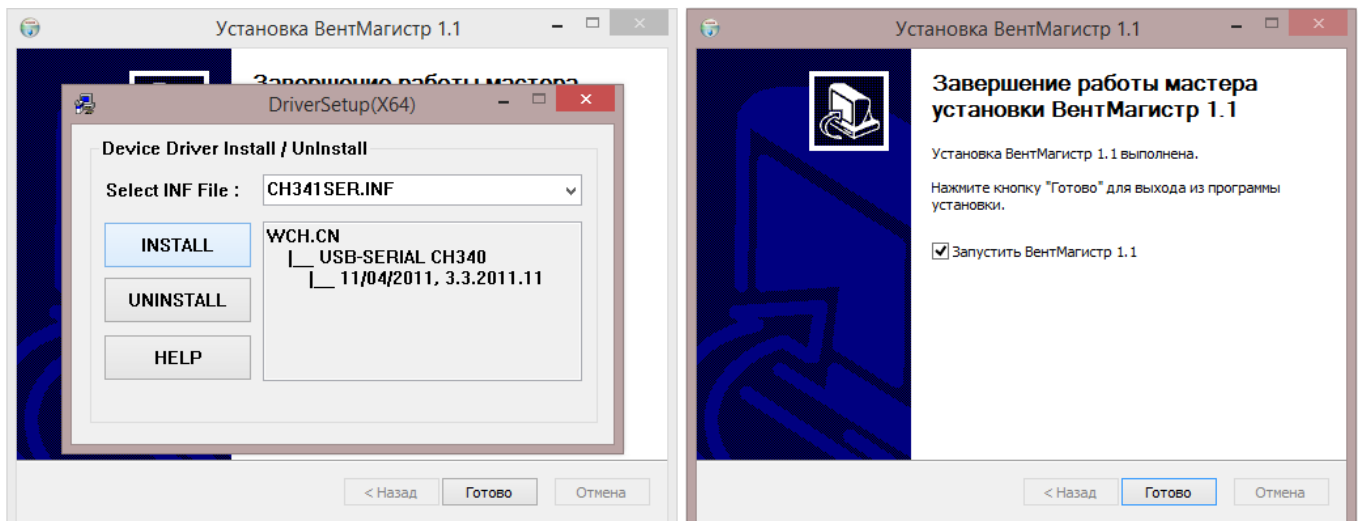 Установка ВентМагистр 1.1
Завершение работы мастера
DriverSetup(X64)
Device Driver Install / UnInstall
Select INF File :
CH341SER.INF
INSTALL
UNINSTALL
HELP
WCH.CN
|__ USB-SERIAL CH340
|__ 11/04/2011, 3.3.2011.11
< Назад
Готово
Отмена
Установка ВентМагистр 1.1
Завершение работы мастера
установки ВентМагистр 1.1
Установка ВентМагистр 1.1 выполнена.
Нажмите кнопку "Готово" для выхода из программы
установки.
Запустить ВентМагистр 1.1
< Назад
Готово
Отмена